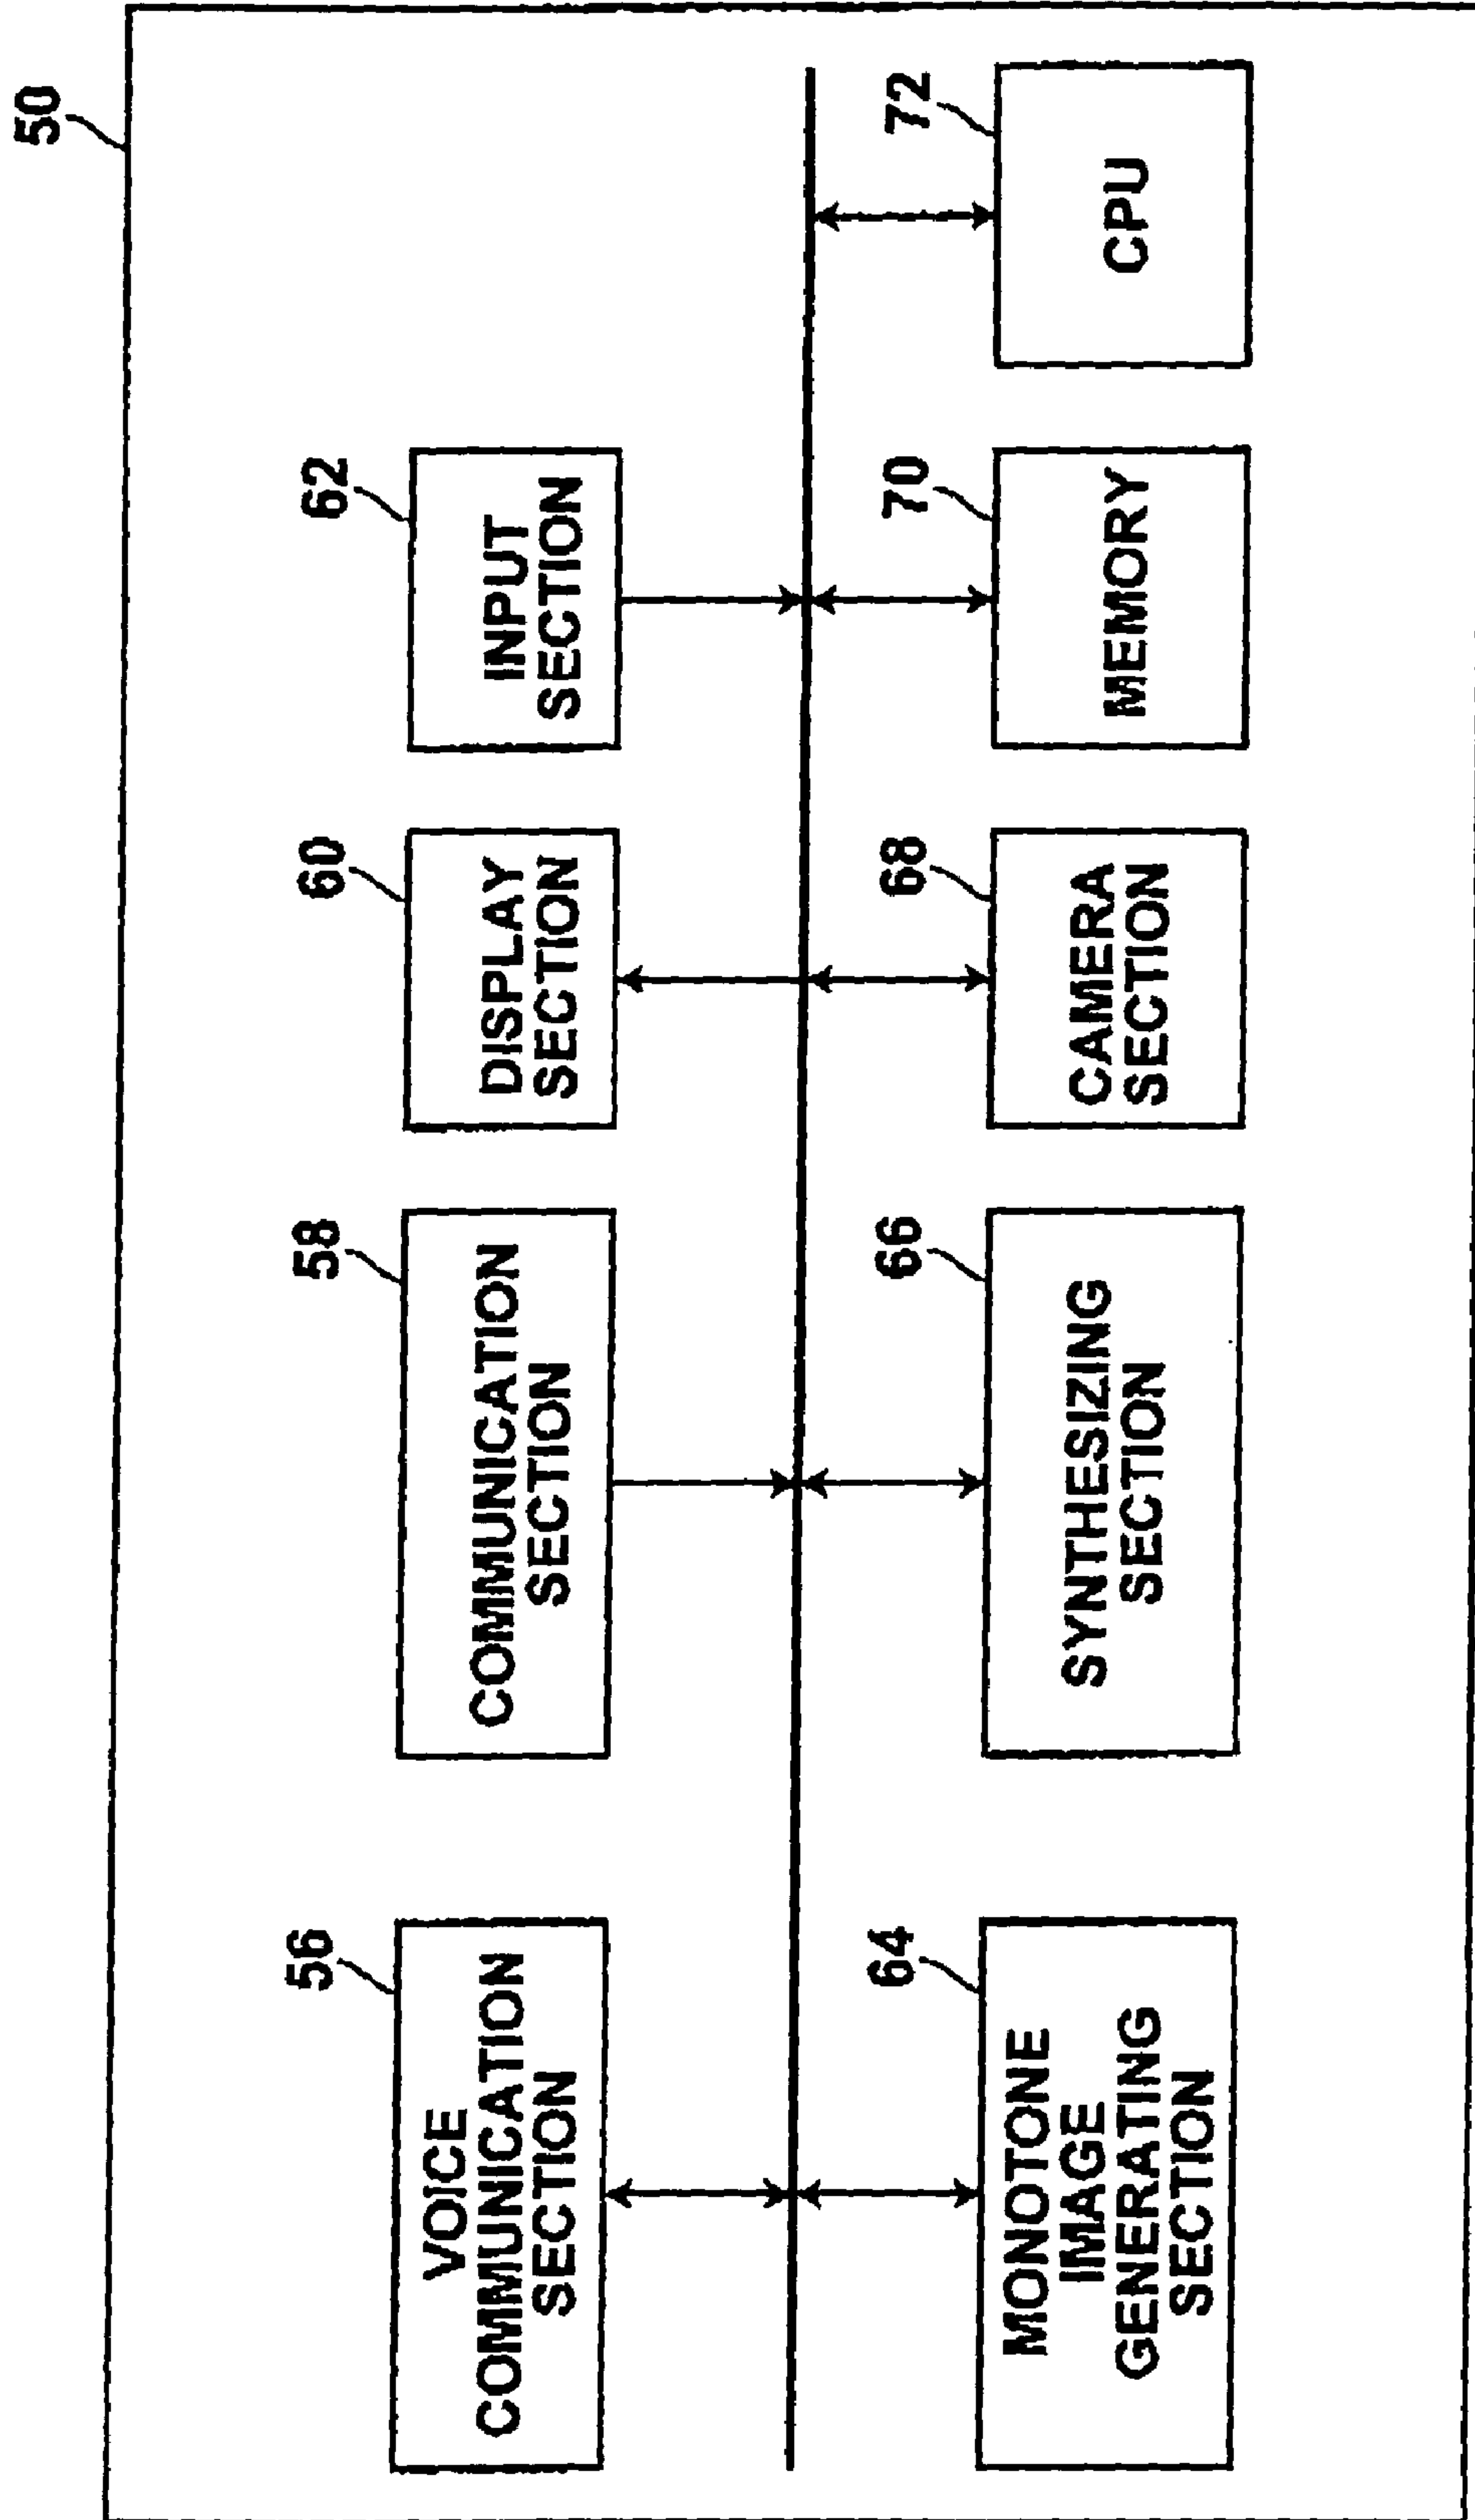 50
56
VOICE
COMMUNICATION
SECTION
58
COMMUNICATION
SECTION
60
DISPLAY
SECTION
62
INPUT
SECTION
64
MONOTONE
IMAGE
GENERATING
SECTION
66
SYNTHESIZING
SECTION
68
CAMERA
SECTION
70
MEMORY
72
CPU